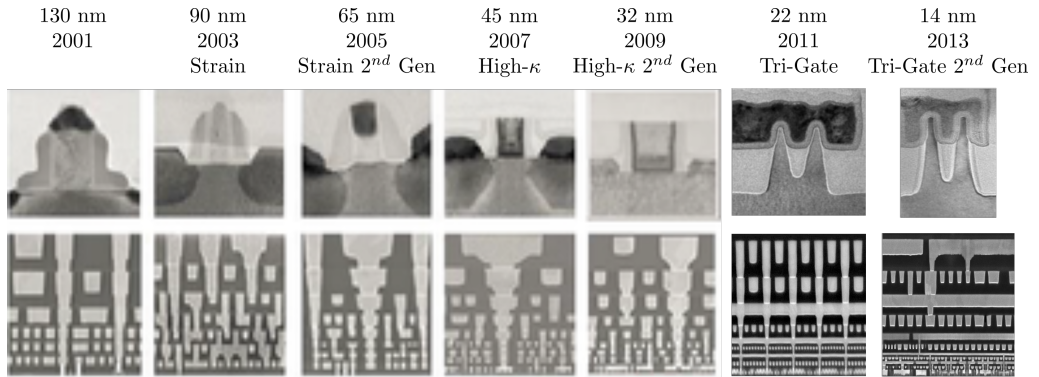 130 nm
2001
90 nm
2003
Strain
65 nm
2005
Strain 2nd Gen
45 nm
2007
High-κ
32 nm
2009
High-κ 2nd Gen
22 nm
2011
Tri-Gate
14 nm
2013
Tri-Gate 2nd Gen